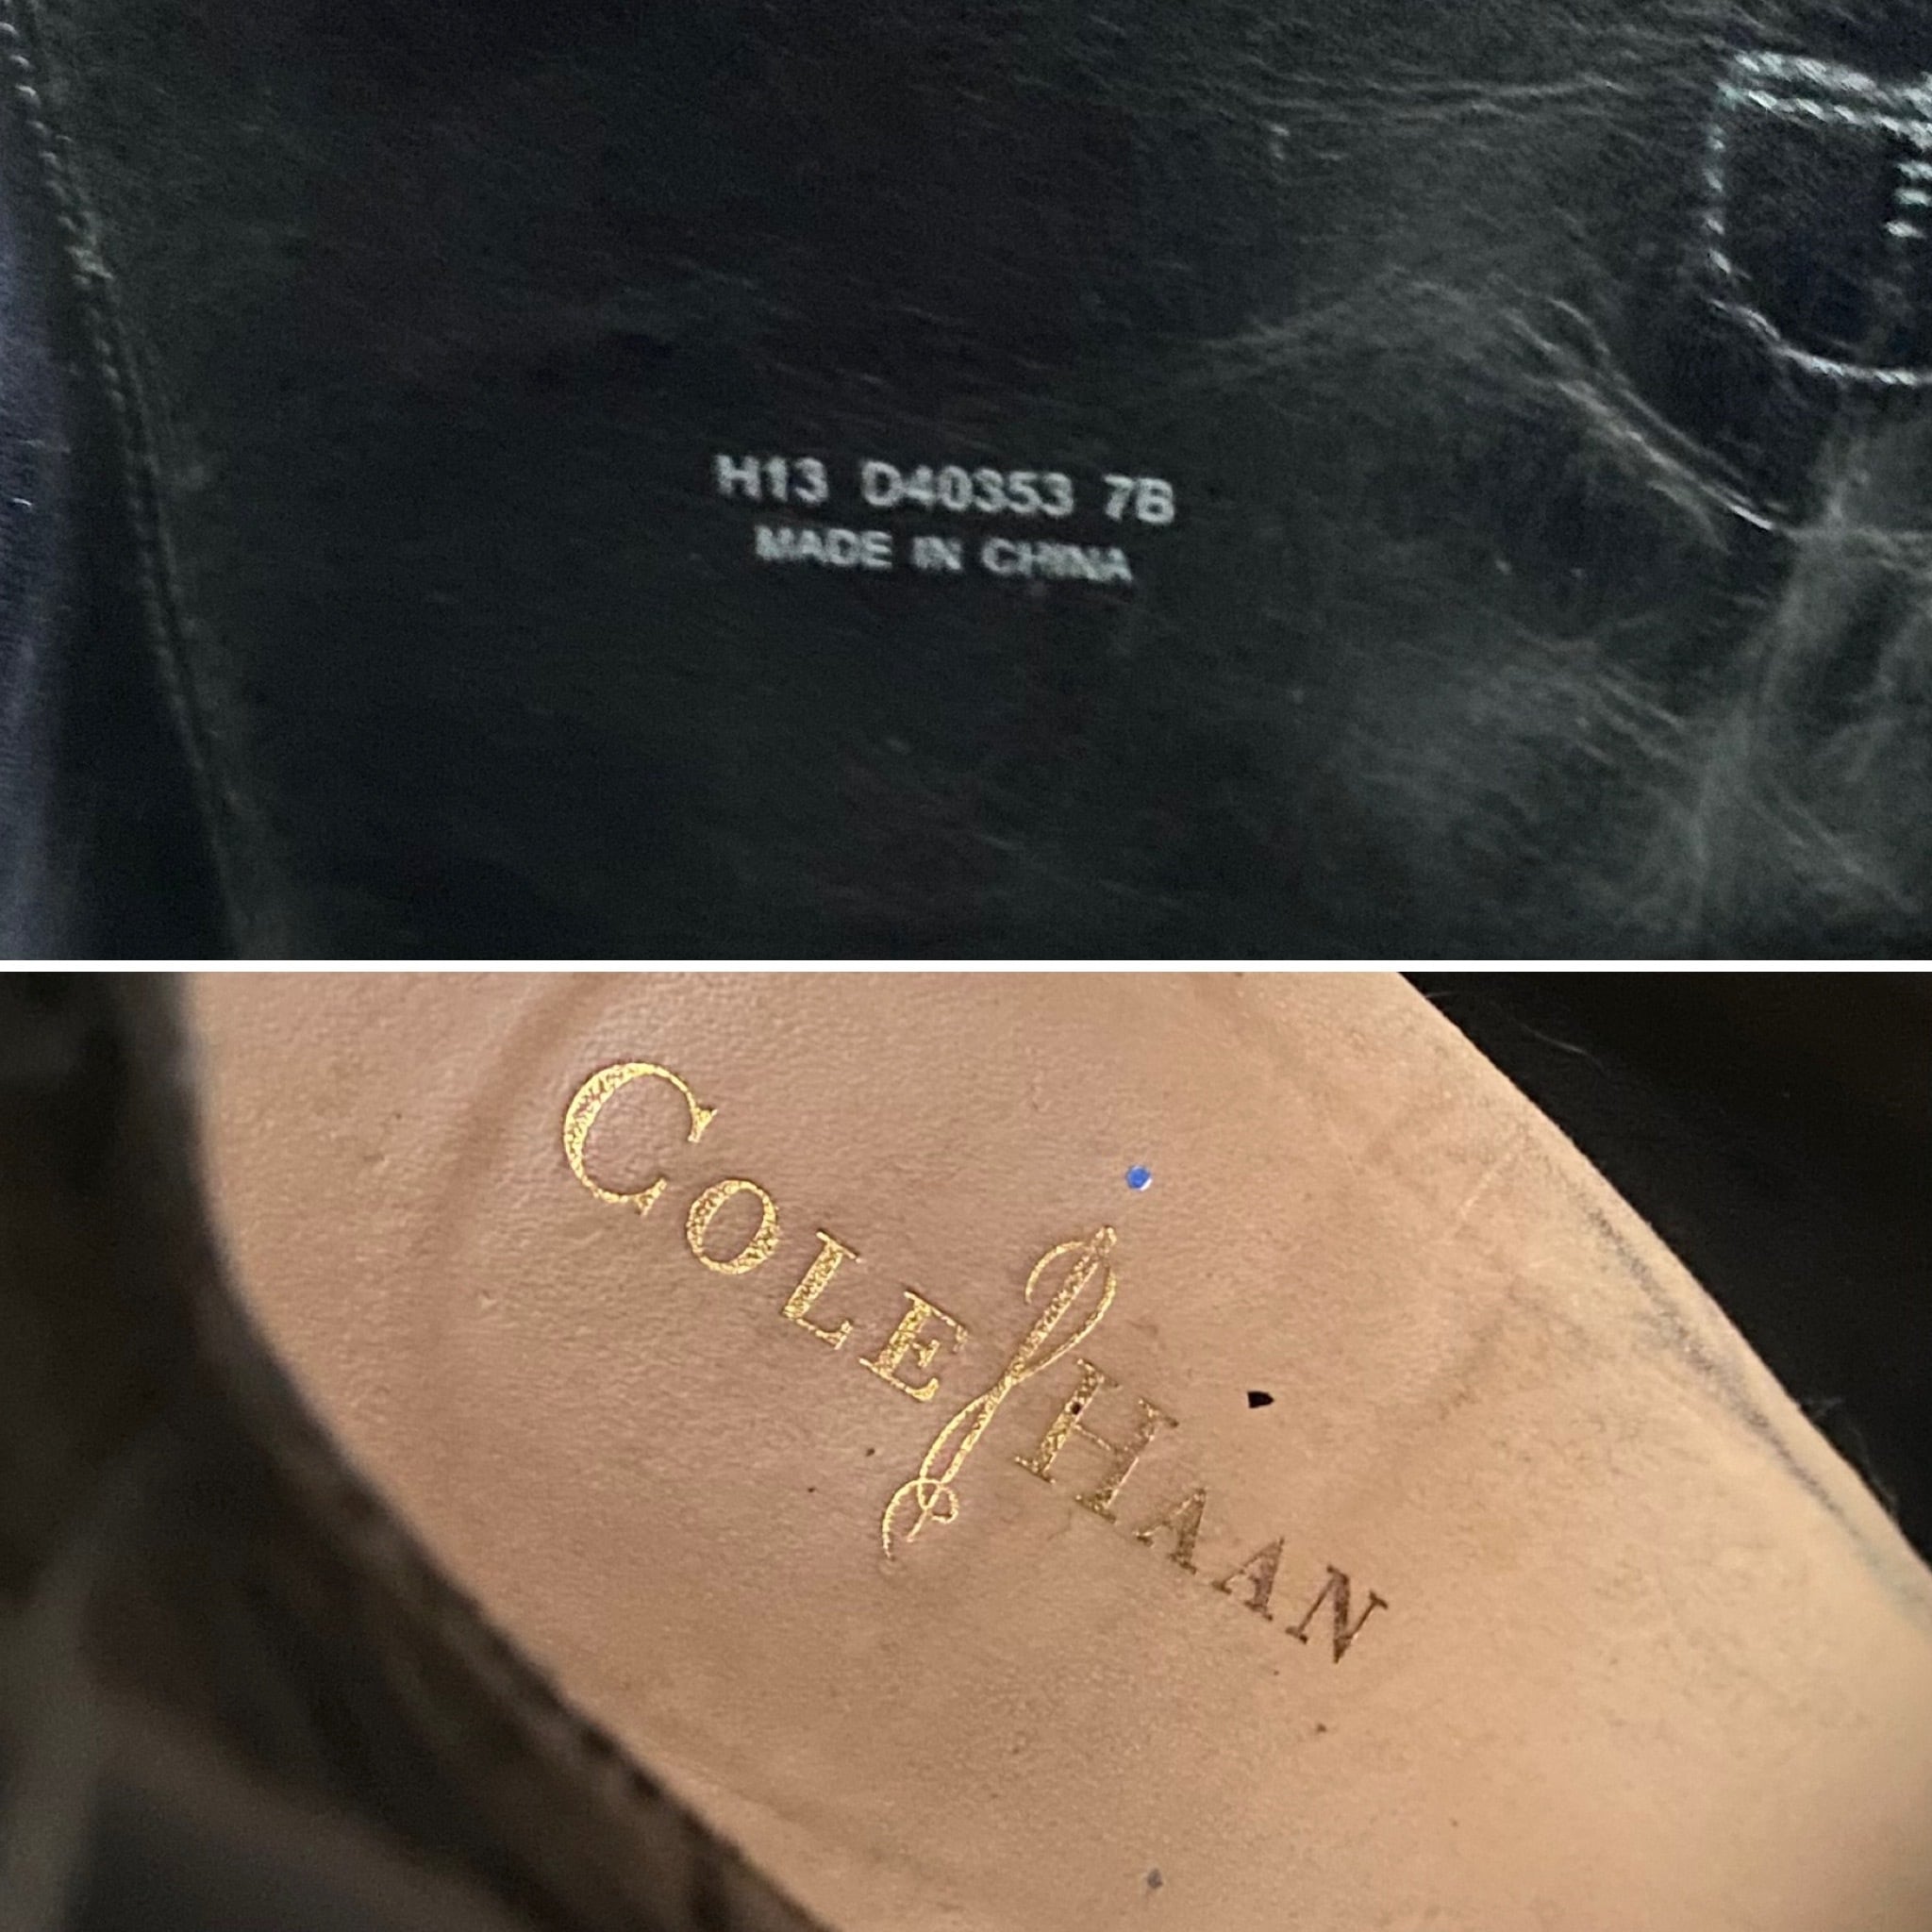 H13 D40353 7B
MADE IN CHINA
COLE HAAN